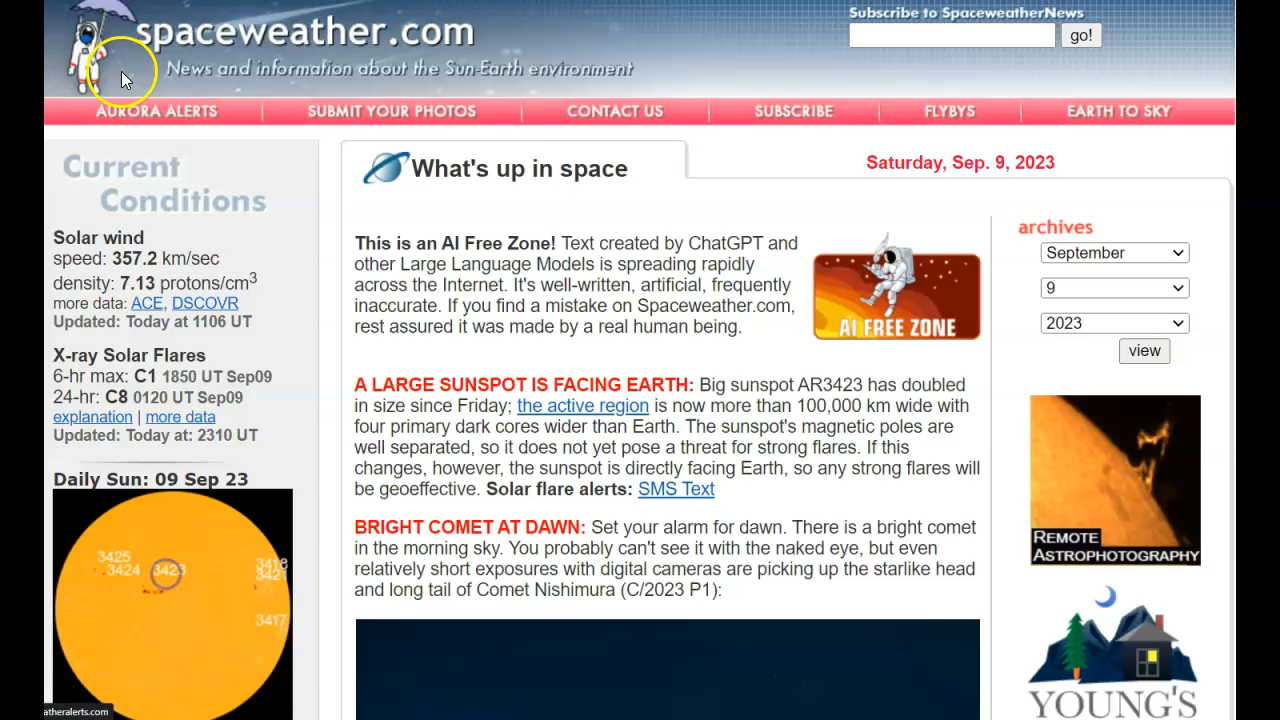 spaceweather.com
News and information about the Sun-Earth environment
Subscribe to SpaceweatherNews
go!
AURORA ALERTS
SUBMIT YOUR PHOTOS
CONTACT US
SUBSCRIBE
FLYBYS
EARTH TO SKY
Current
Conditions
Solar wind
speed: 357.2 km/sec
density: 7.13 protons/cm3
more data: ACE, DSCOVR
Updated: Today at 1106 UT
X-ray Solar Flares
6-hr max: C1 1850 UT Sep09
24-hr: C8 0120 UT Sep09
explanation | more data
Updated: Today at: 2310 UT
Daily Sun: 09 Sep 23
3425
3424
3423
3418
3421
3417
atheralerts.com
What's up in space
Saturday, Sep. 9, 2023
This is an AI Free Zone! Text created by ChatGPT and
other Large Language Models is spreading rapidly
across the Internet. It's well-written, artificial, frequently
inaccurate. If you find a mistake on Spaceweather.com,
rest assured it was made by a real human being.
AI FREE ZONE
A LARGE SUNSPOT IS FACING EARTH: Big sunspot AR3423 has doubled
in size since Friday; the active region is now more than 100,000 km wide with
four primary dark cores wider than Earth. The sunspot's magnetic poles are
well separated, so it does not yet pose a threat for strong flares. If this
changes, however, the sunspot is directly facing Earth, so any strong flares will
be geoeffective. Solar flare alerts: SMS Text
BRIGHT COMET AT DAWN: Set your alarm for dawn. There is a bright comet
in the morning sky. You probably can't see it with the naked eye, but even
relatively short exposures with digital cameras are picking up the starlike head
and long tail of Comet Nishimura (C/2023 P1):
archives
September
9
2023
view
REMOTE
ASTROPHOTOGRAPHY
YOUNG'S